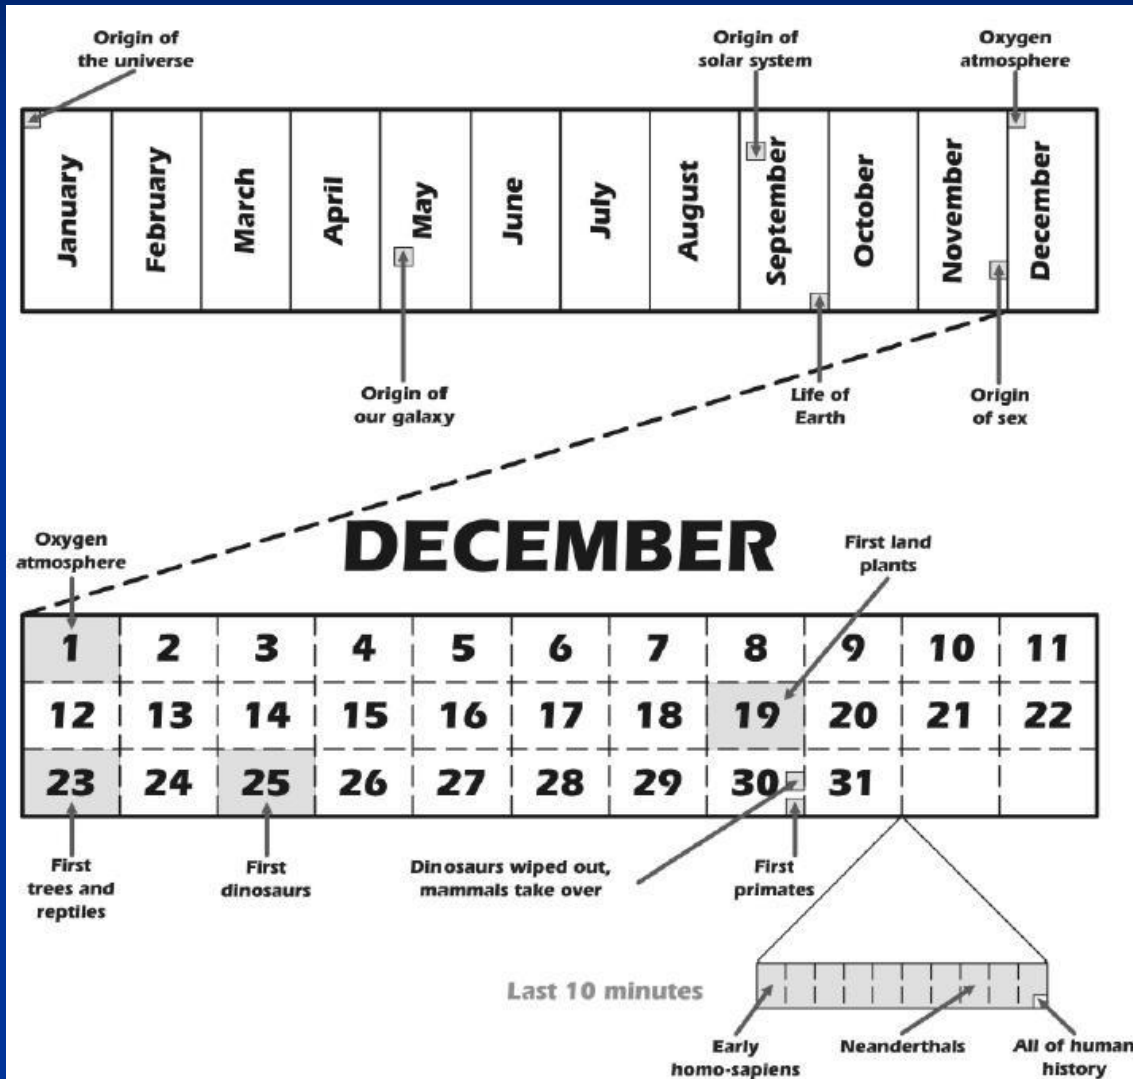 Origin of
the universe
Origin of
solar system
Oxygen
atmosphere
January
February
March
April
May
June
July
August
September
October
November
December
Origin of
our galaxy
Life of
Earth
Origin
of sex
DECEMBER
Oxygen
atmosphere
First land
plants
1 2 3 4 5 6 7 8 9 10 11
12 13 14 15 16 17 18 19 20 21 22
23 24 25 26 27 28 29 30 31
First
trees and
reptiles
First
dinosaurs
Dinosaurs wiped out,
mammals take over
First
primates
Last 10 minutes
Early
homo-sapiens
Neanderthals
All of human
history